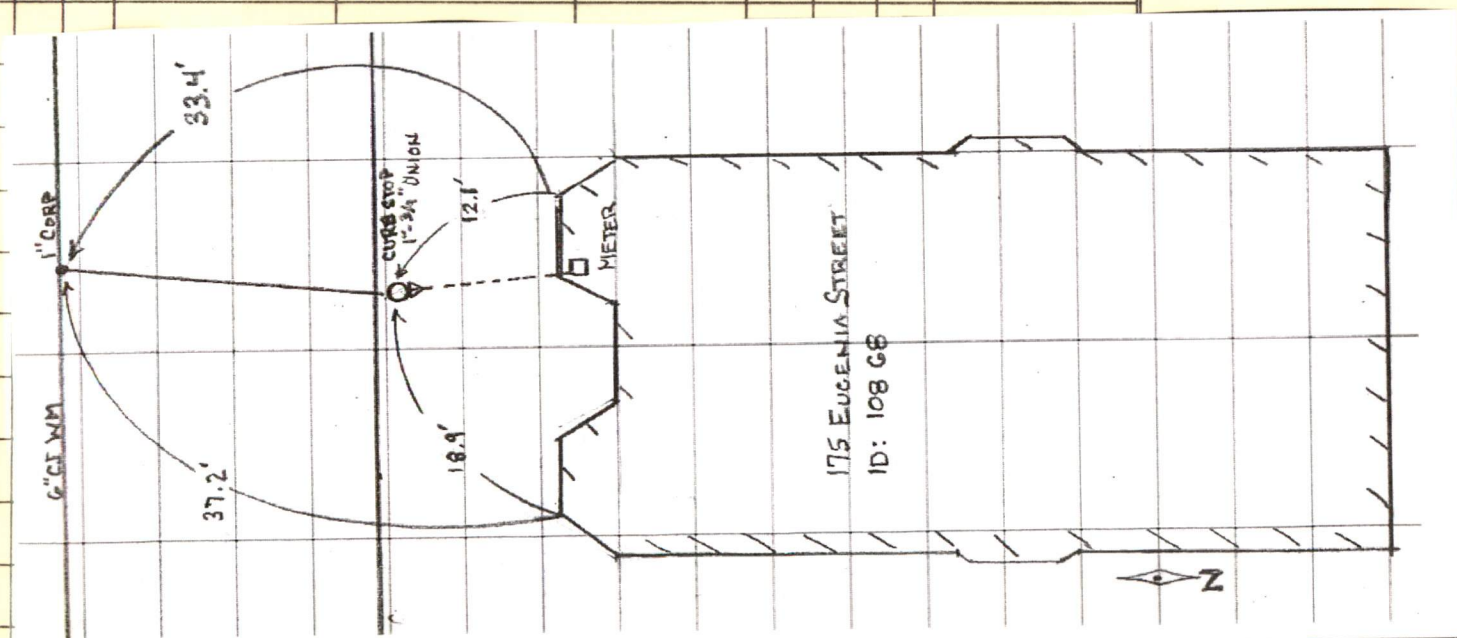 33.4'
1" CORP
CURB STOP
1"-3/4" UNION
12.1'
METER
6" CI WM
37.2'
18.9'
175 EUGENIA STREET
ID: 108 G8
N